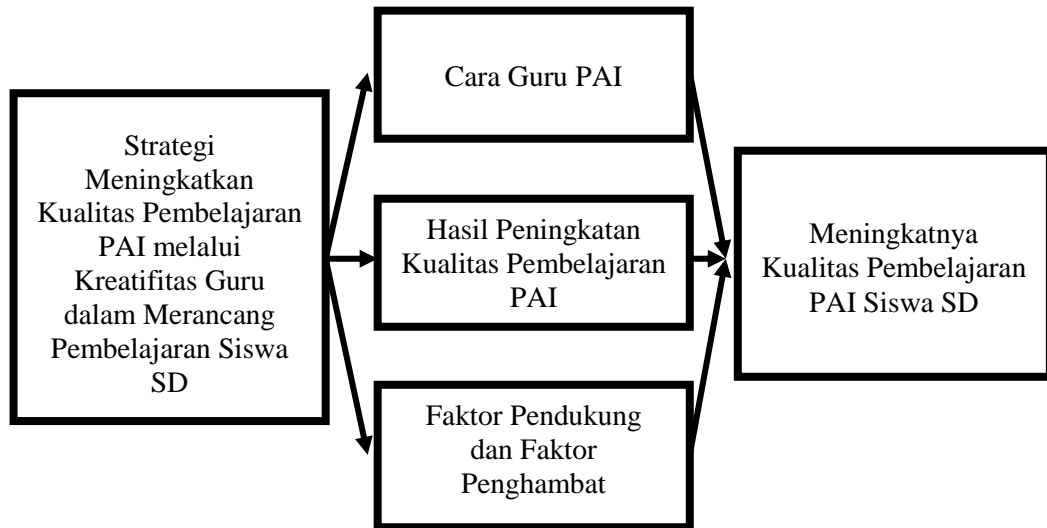 Strategi
Meningkatkan
Kualitas Pembelajaran
PAI melalui
Kreatifitas Guru
dalam Merancang
Pembelajaran Siswa
SD
Cara Guru PAI
Hasil Peningkatan
Kualitas Pembelajaran
PAI
Faktor Pendukung
dan Faktor
Penghambat
Meningkatnya
Kualitas Pembelajaran
PAI Siswa SD